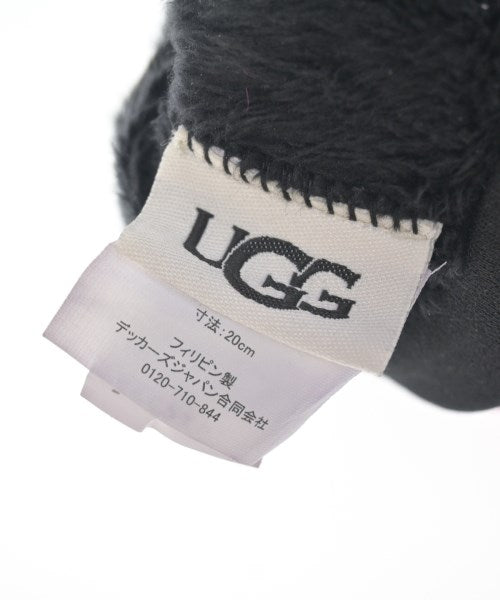 UGG
寸法:20cm
フィリピン製
デッカーズジャパン合同会社
0120-710-844